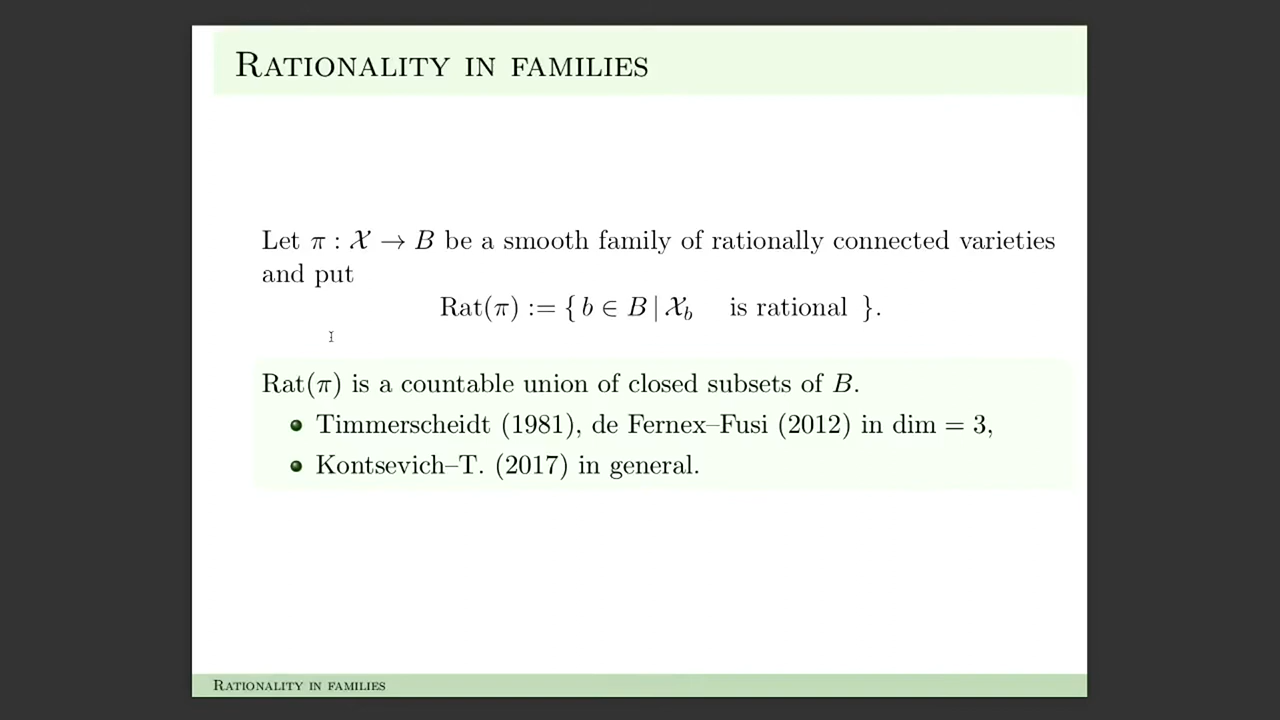 RATIONALITY IN FAMILIES
Let π : 𝒳 → B be a smooth family of rationally connected varieties
and put
Rat(π) := { b ∈ B | 𝒳_b is rational }.
Rat(π) is a countable union of closed subsets of B.
• Timmerscheidt (1981), de Fernex–Fusi (2012) in dim = 3,
• Kontsevich–T. (2017) in general.
RATIONALITY IN FAMILIES